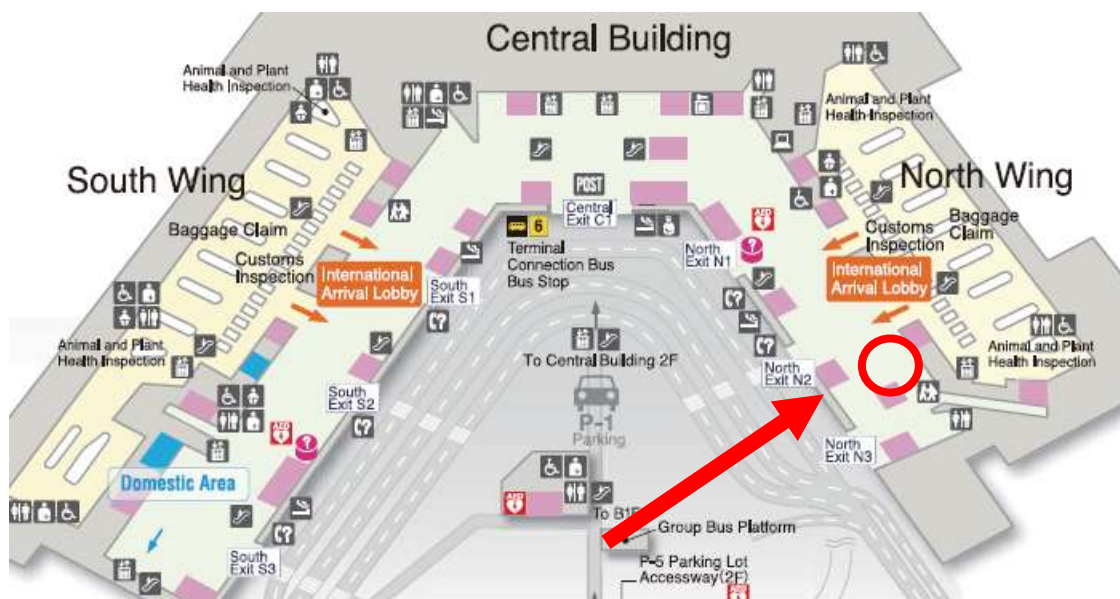 Central Building
Animal and Plant
Health Inspection
South Wing
Baggage Claim
Customs
Inspection
International
Arrival Lobby
South
Exit S1
Animal and Plant
Health Inspection
South
Exit S2
AED
Domestic Area
South
Exit S3
POST
Central
Exit C1
6
Terminal
Connection Bus
Bus Stop
To Central Building 2F
P-1
Parking
AED
To B1F
Group Bus Platform
P-5 Parking Lot
Accessway(2F)
AED
Animal and Plant
Health Inspection
North Wing
AED
North
Exit N1
Customs
Inspection
Baggage
Claim
International
Arrival Lobby
North
Exit N2
Animal and Plant
Health Inspection
North
Exit N3